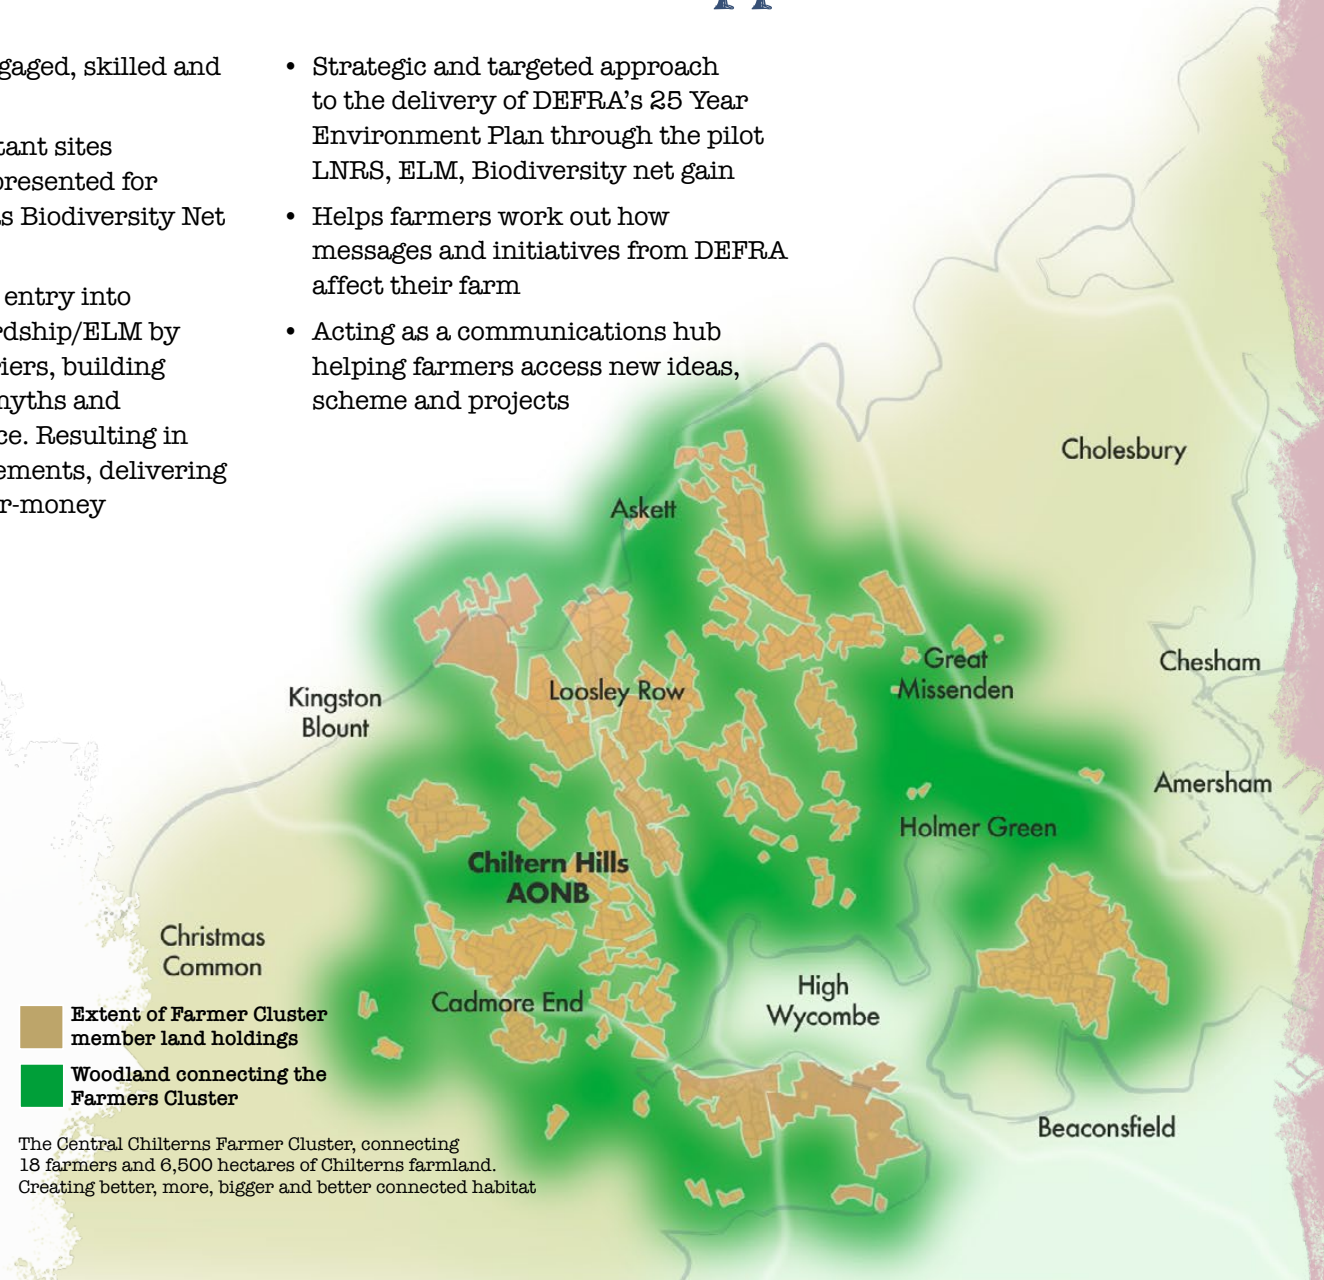 gaged, skilled and
tant sites
presented for
s Biodiversity Net
entry into
rdship/ELM by
iers, building
myths and
ce. Resulting in
ements, delivering
r-money
• Strategic and targeted approach
to the delivery of DEFRA's 25 Year
Environment Plan through the pilot
LNRS, ELM, Biodiversity net gain
• Helps farmers work out how
messages and initiatives from DEFRA
affect their farm
• Acting as a communications hub
helping farmers access new ideas,
scheme and projects
Cholesbury
Askett
Great
Missenden
Chesham
Kingston
Blount
Loosley Row
Amersham
Holmer Green
Chiltern Hills
AONB
Christmas
Common
High
Wycombe
Cadmore End
Beaconsfield
Extent of Farmer Cluster
member land holdings
Woodland connecting the
Farmers Cluster
The Central Chilterns Farmer Cluster, connecting
18 farmers and 6,500 hectares of Chilterns farmland.
Creating better, more, bigger and better connected habitat